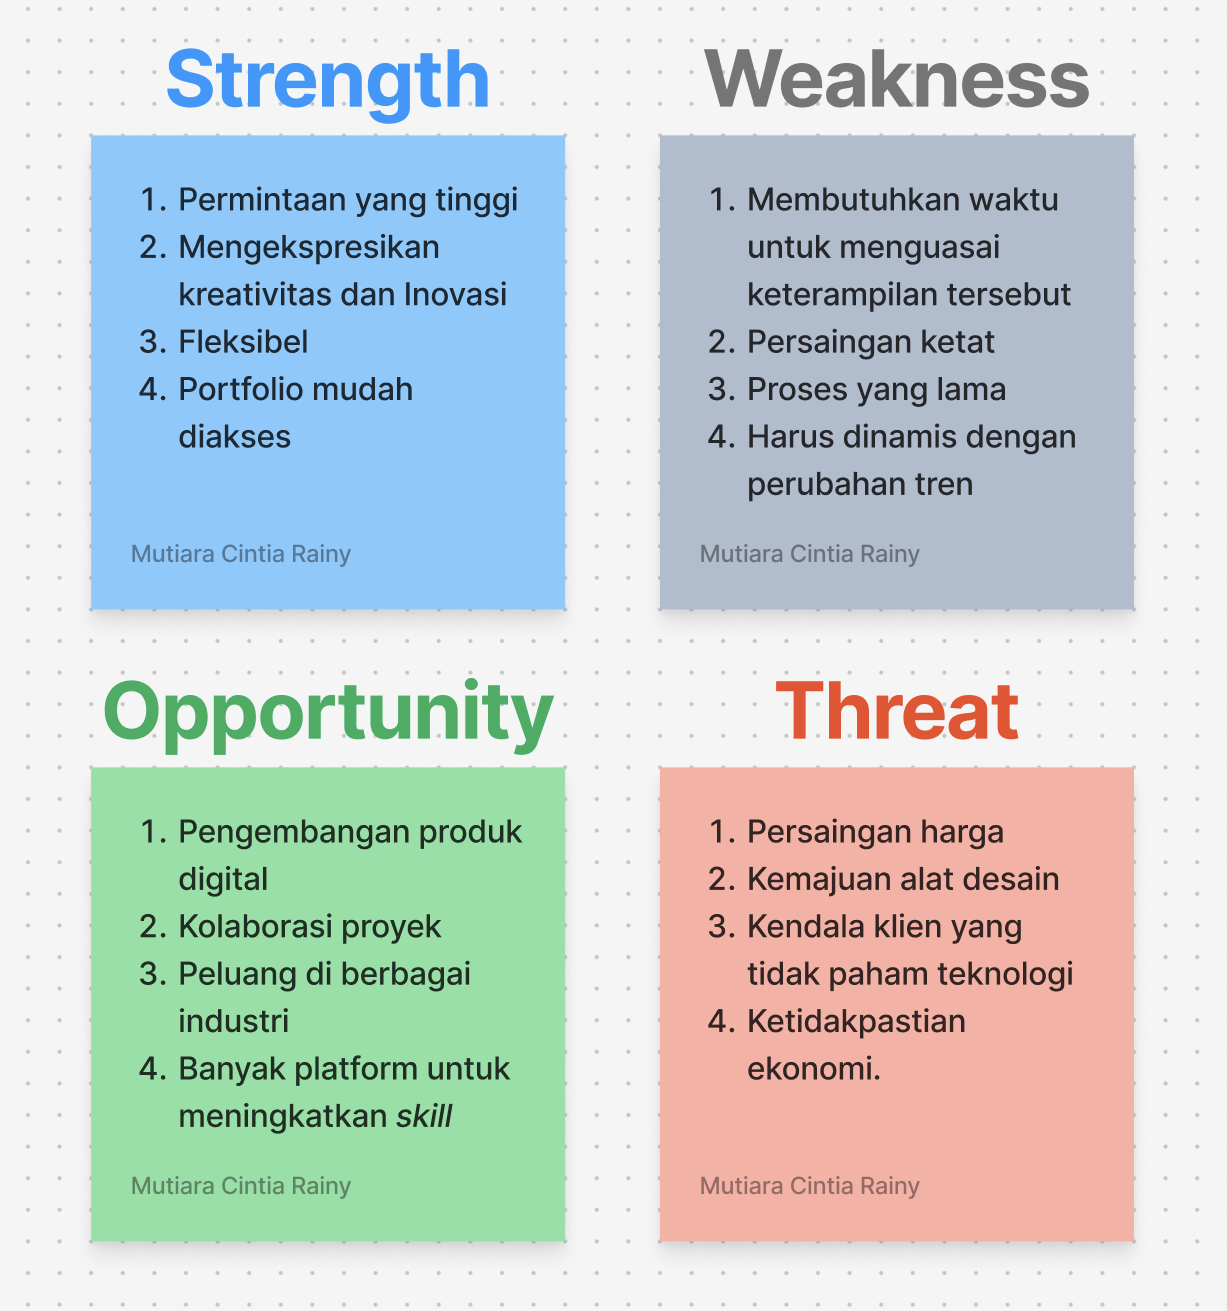 Strength
1. Permintaan yang tinggi
2. Mengekspresikan
kreativitas dan Inovasi
3. Fleksibel
4. Portfolio mudah
diakses
Mutiara Cintia Rainy
Weakness
1. Membutuhkan waktu
untuk menguasai
keterampilan tersebut
2. Persaingan ketat
3. Proses yang lama
4. Harus dinamis dengan
perubahan tren
Mutiara Cintia Rainy
Opportunity
1. Pengembangan produk
digital
2. Kolaborasi proyek
3. Peluang di berbagai
industri
4. Banyak platform untuk
meningkatkan skill
Mutiara Cintia Rainy
Threat
1. Persaingan harga
2. Kemajuan alat desain
3. Kendala klien yang
tidak paham teknologi
4. Ketidakpastian
ekonomi.
Mutiara Cintia Rainy